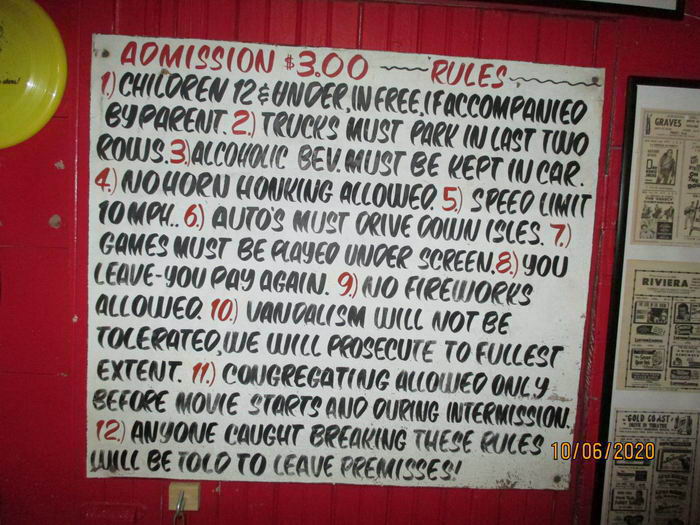 ADMISSION $3.00 RULES
1.) CHILDREN 12 & UNDER, IN FREE, IF ACCOMPANIED
BY PARENT. 2.) TRUCKS MUST PARK IN LAST TWO
ROWS. 3.) ALCOHOLIC BEV. MUST BE KEPT IN CAR.
4.) NO HORN HONKING ALLOWED. 5.) SPEED LIMIT
10 MPH.. 6.) AUTO'S MUST DRIVE DOWN ISLES. 7.)
GAMES MUST BE PLAYED UNDER SCREEN. 8.) YOU
LEAVE-YOU PAY AGAIN. 9.) NO FIREWORKS
ALLOWED. 10.) VANDALISM WILL NOT BE
TOLERATED, WE WILL PROSECUTE TO FULLEST
EXTENT. 11.) CONGREGATING ALLOWED ONLY
BEFORE MOVIE STARTS AND DURING INTERMISSION.
12.) ANYONE CAUGHT BREAKING THESE RULES
WILL BE TOLD TO LEAVE PREMISSES!
GRAVES
RIVIERA
GOLD COAST
DRIVE IN THEATRE
10/06/2020